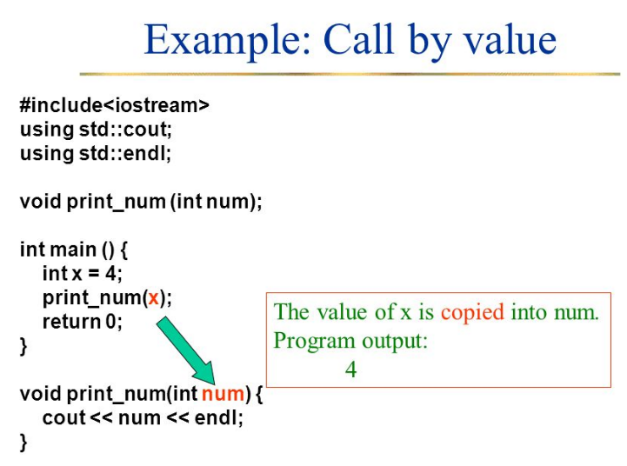 Example: Call by value
#include<iostream>
using std::cout;
using std::endl;
void print_num (int num);
int main () {
int x = 4;
print_num(x);
return 0;
}
The value of x is copied into num.
Program output:
4
void print_num(int num) {
cout << num << endl;
}